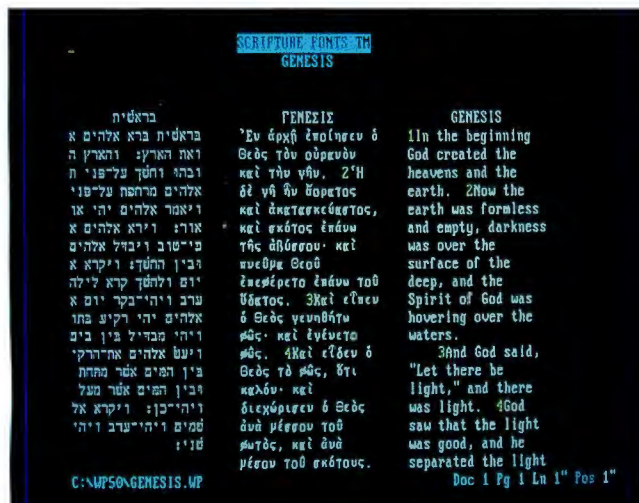 SCRIPTURE FONTS TM
GENESIS
בראשית
בראשית ברא אלהים א
ואת הארץ: והארץ ה
ובהו וחשך על־פני ת
אלהים מרחפת על־פני
ויאמר אלהים יהי או
אור: וירא אלהים א
כי־טוב ויבדל אלהים
ובין החשך: ויקרא א
יום ולחשך קרא לילה
ערב ויהי־בקר יום א
אלהים יהי רקיע בתו
ויהי מבדיל בין בים
ויעש אלהים את־הרקי
בין המים אשר מתחת
ובין המים אשר מעל
ויהי־כן: ויקרא אל
שמים ויהי־ערב ויהי
שני:
ΓΕΝΕΣΙΣ
Ἐν ἀρχῇ ἐποίησεν ὁ
Θεὸς τὸν οὐρανὸν
καὶ τὴν γῆν. 2Ἡ
δὲ γῆ ἦν ἀόρατος
καὶ ἀκατασκεύαστος,
καὶ σκότος ἐπάνω
τῆς ἀβύσσου· καὶ
πνεῦμα Θεοῦ
ἐπεφέρετο ἐπάνω τοῦ
ὕδατος. 3Καὶ εἶπεν
ὁ Θεὸς γενηθήτω
φῶς· καὶ ἐγένετο
φῶς. 4Καὶ εἶδεν ὁ
Θεὸς τὸ φῶς, ὅτι
καλόν· καὶ
διεχώρισεν ὁ Θεὸς
ἀνὰ μέσσον τοῦ
φωτὸς, καὶ ἀνὰ
μέσον τοῦ σκότους.
GENESIS
1In the beginning
God created the
heavens and the
earth. 2Now the
earth was formless
and empty, darkness
was over the
surface of the
deep, and the
Spirit of God was
hovering over the
waters.
3And God said,
"Let there be
light," and there
was light. 4God
saw that the light
was good, and he
separated the light
C:\WP50\GENESIS.WP
Doc 1 Pg 1 Ln 1" Pos 1"